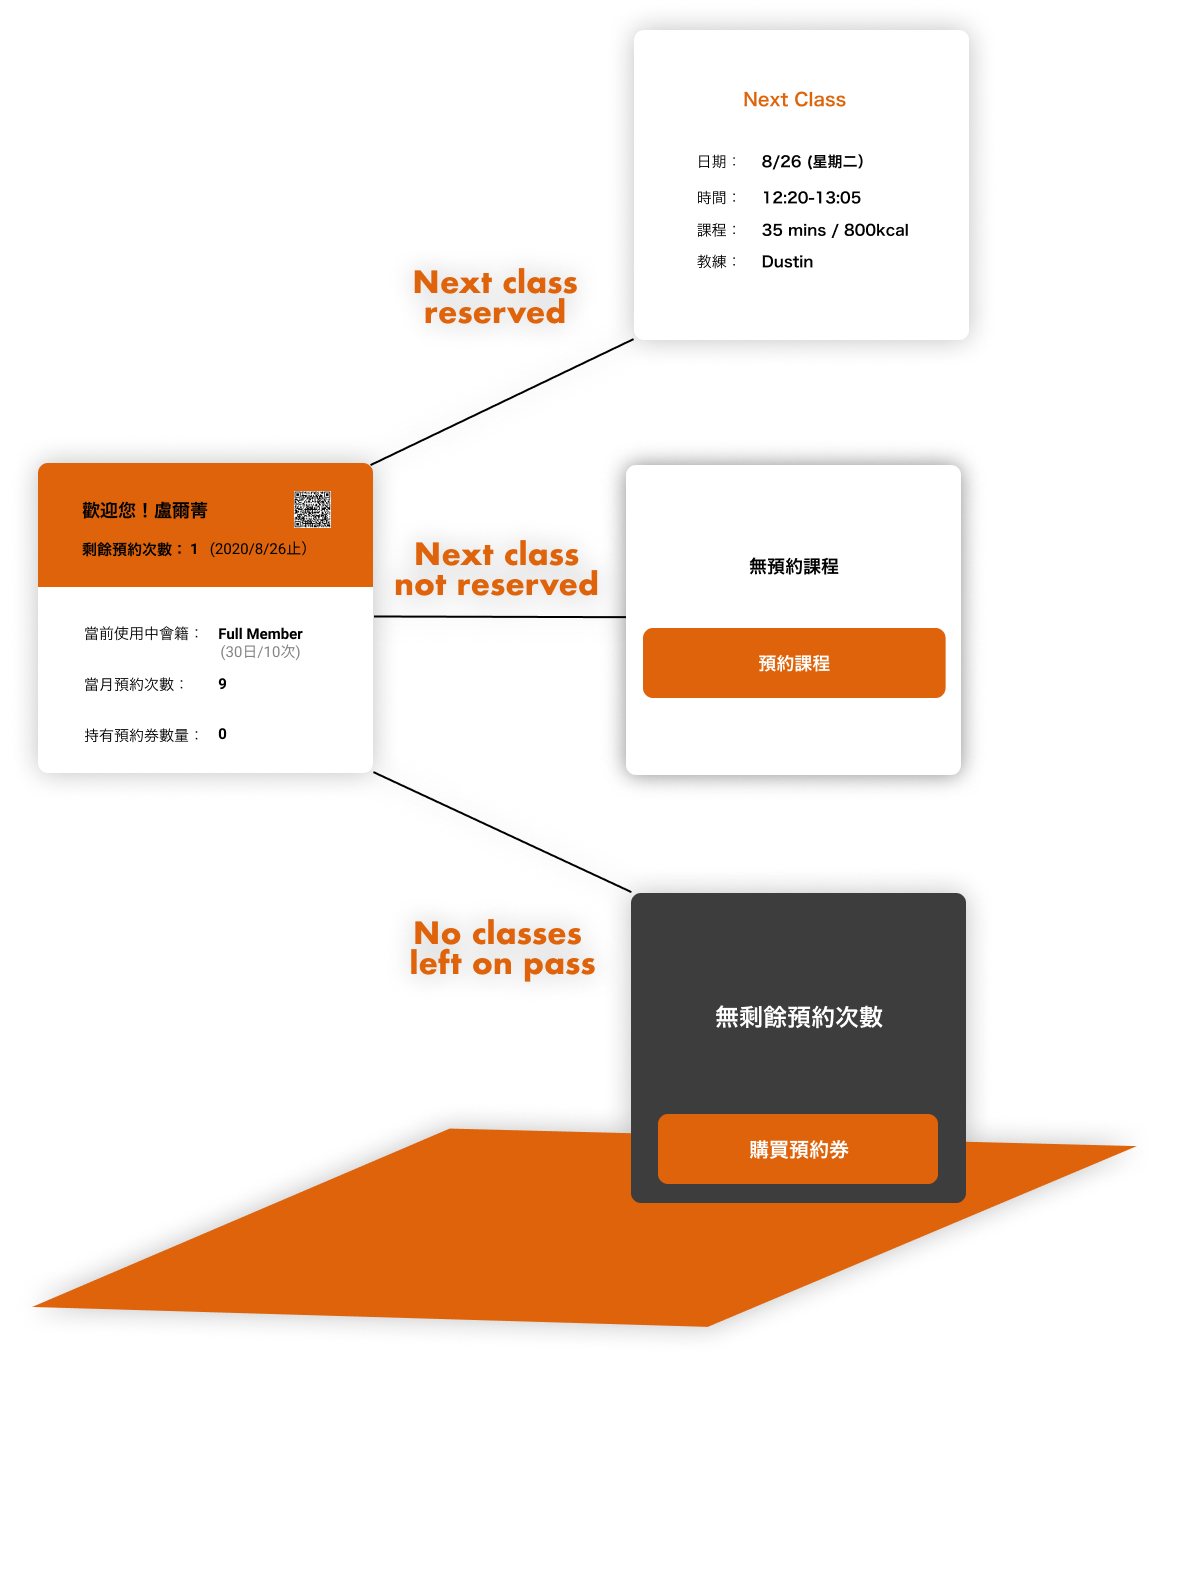 Next Class
日期： 8/26 (星期二）
時間： 12:20-13:05
課程： 35 mins / 800kcal
教練： Dustin
Next class
reserved
歡迎您！盧爾菁
剩餘預約次數： 1 (2020/8/26止）
當前使用中會籍： Full Member
(30日/10次)
當月預約次數： 9
持有預約券數量： 0
Next class
not reserved
無預約課程
預約課程
No classes
left on pass
無剩餘預約次數
購買預約券